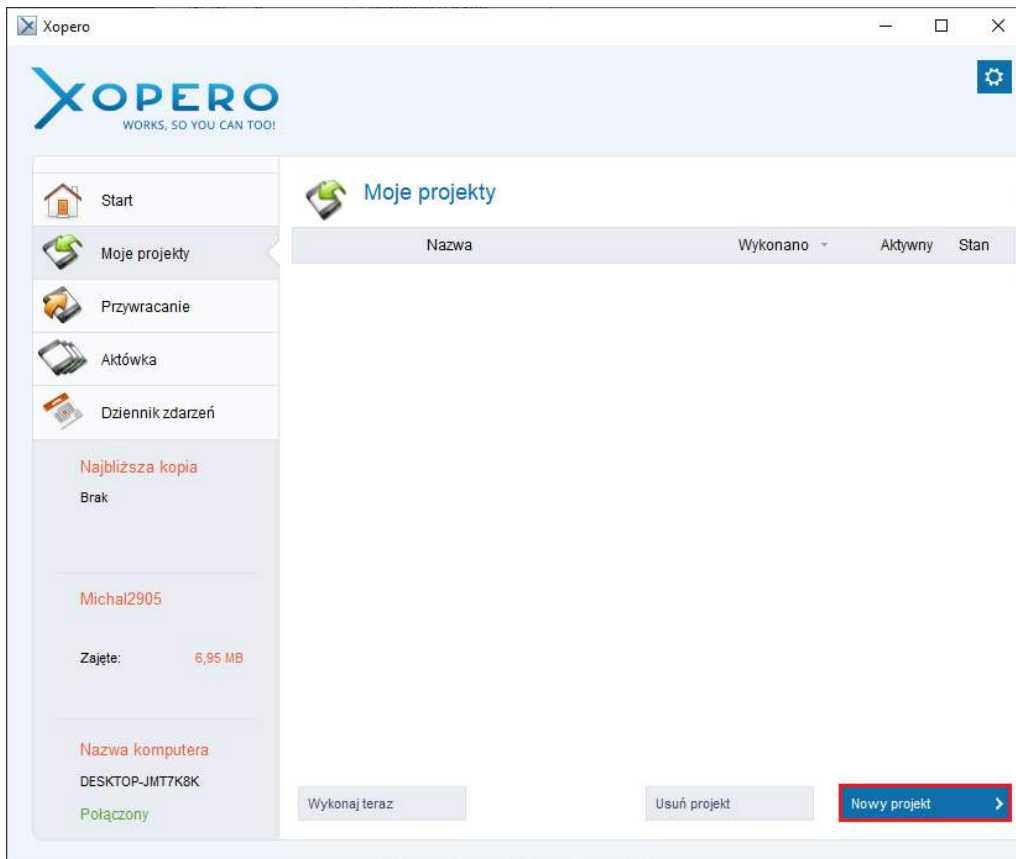 Xopero
XOPERO
WORKS, SO YOU CAN TOO!
Start
Moje projekty
Przywracanie
Aktówka
Dziennik zdarzeń
Najbliższa kopia
Brak
Michal2905
Zajęte: 6,95 MB
Nazwa komputera
DESKTOP-JMT7K8K
Połączony
Moje projekty
Nazwa Wykonano Aktywny Stan
Wykonaj teraz Usuń projekt Nowy projekt